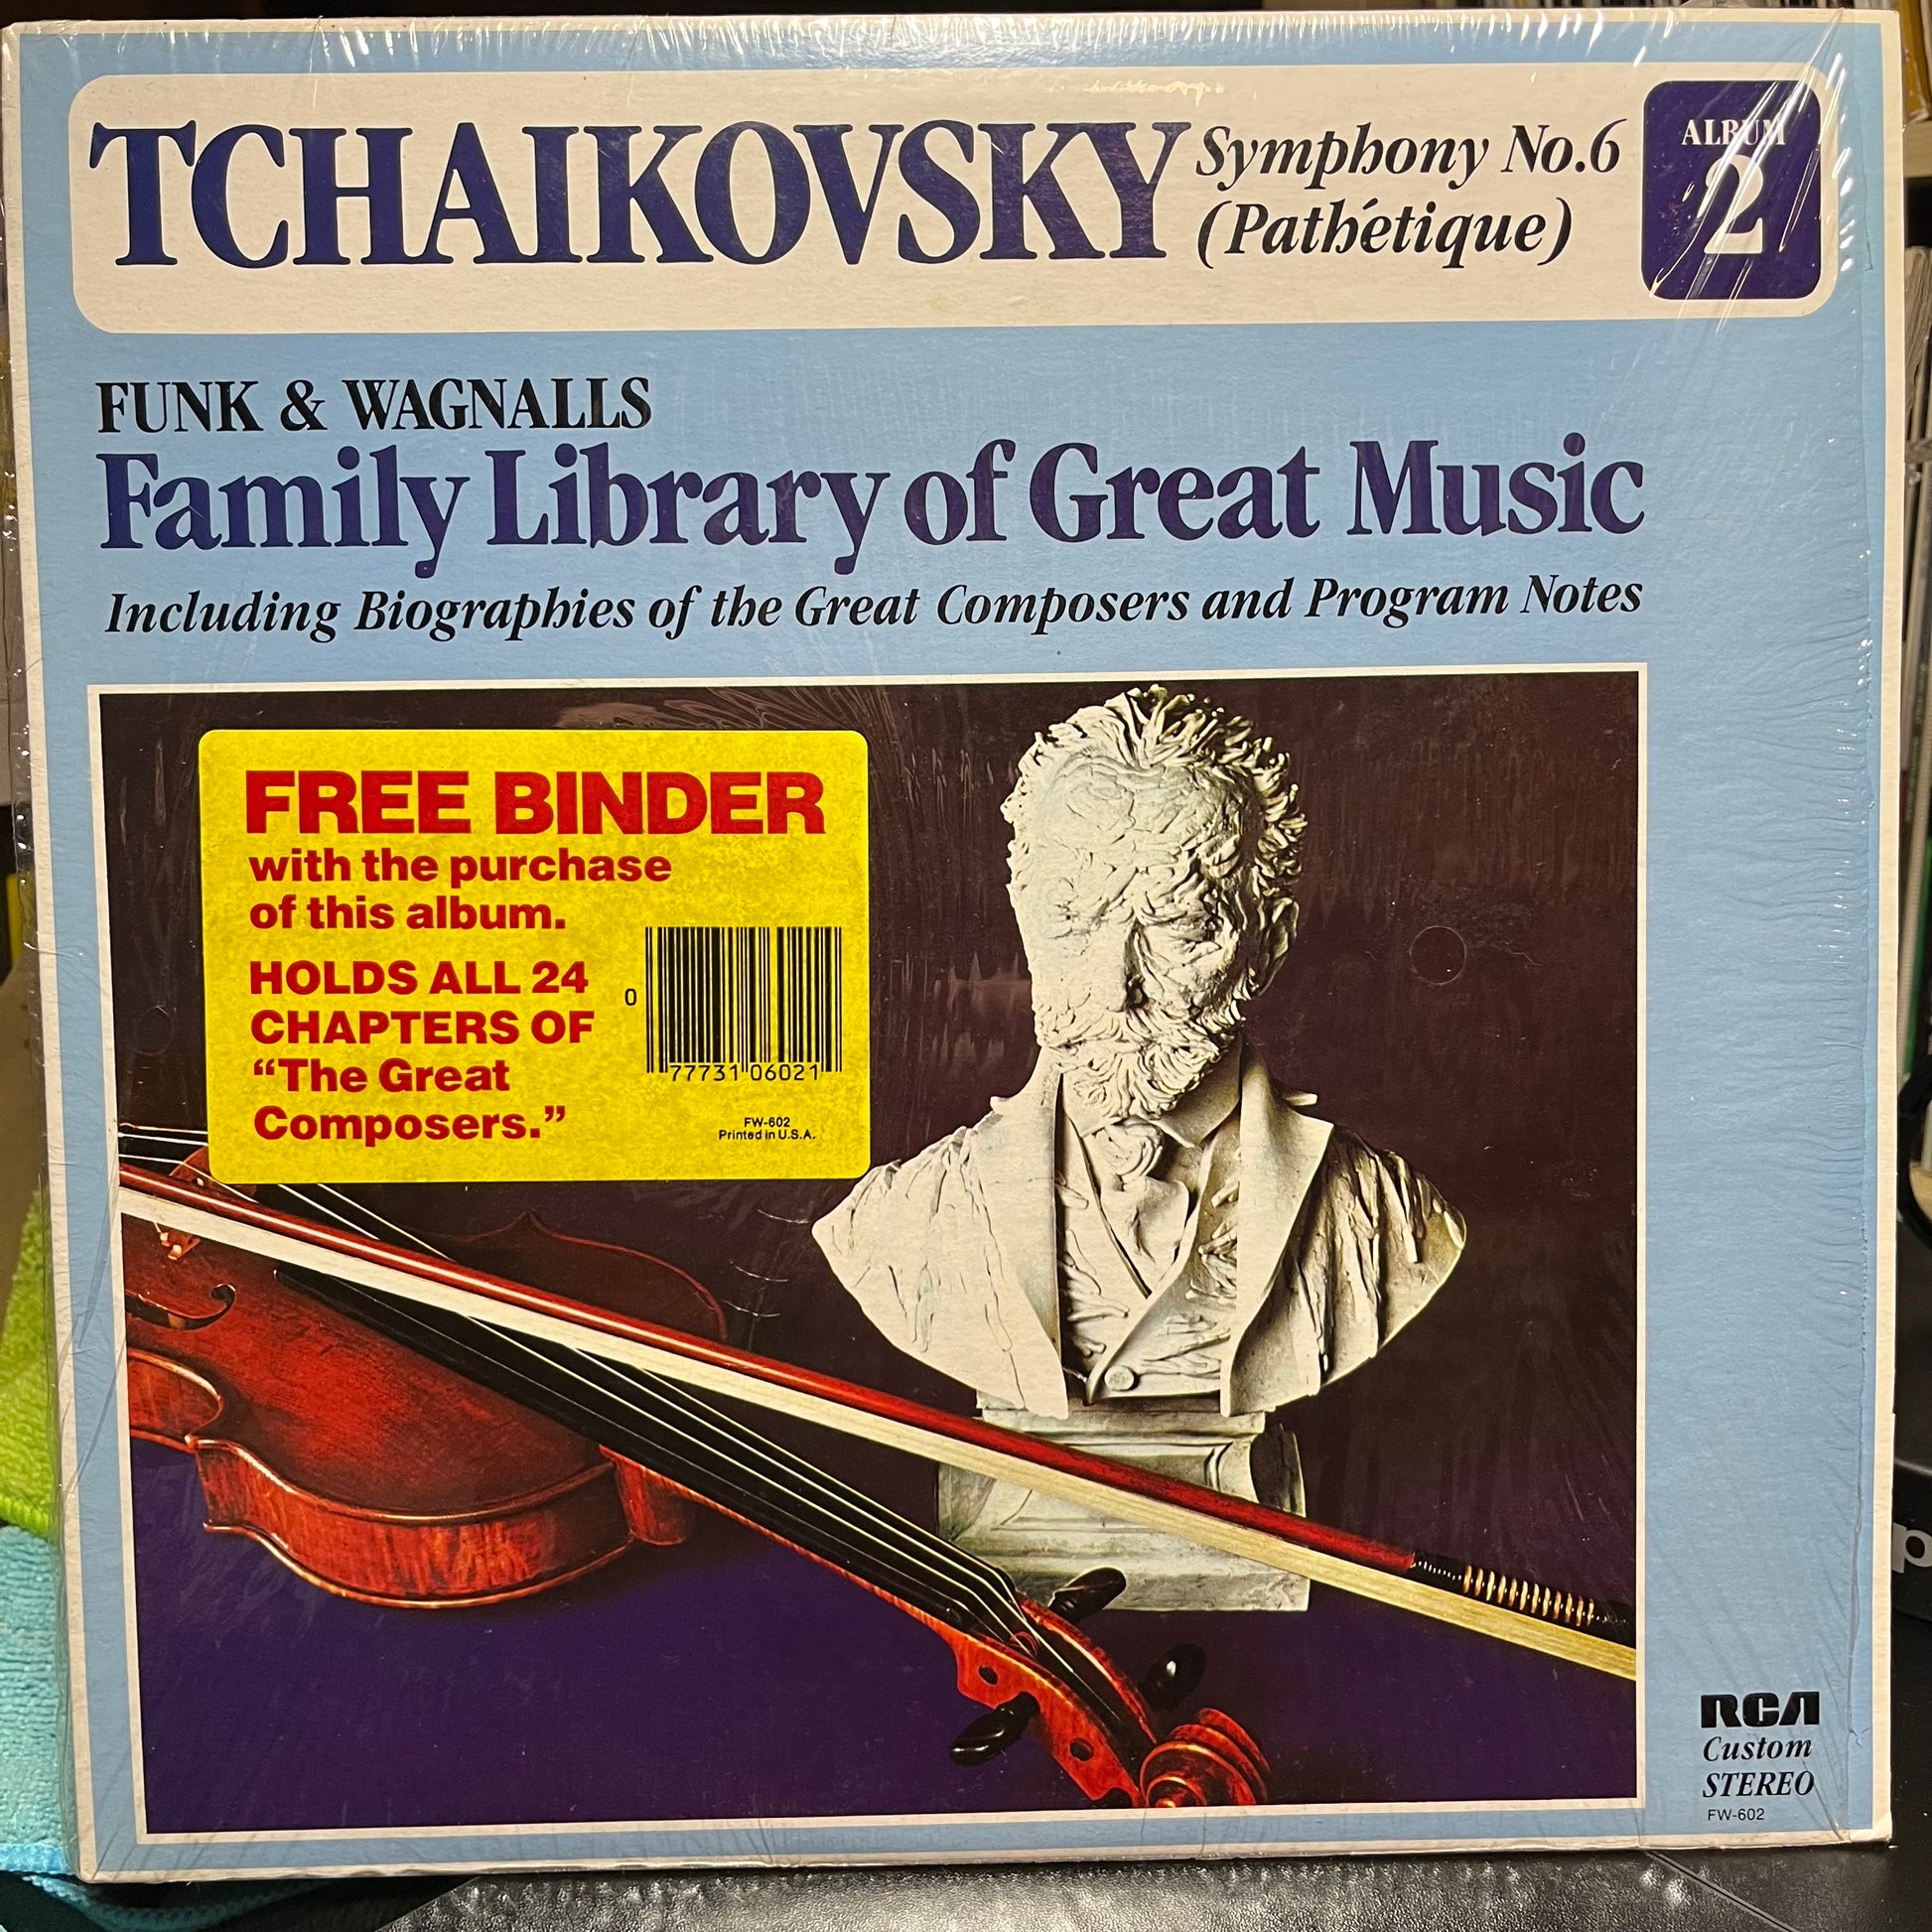 TCHAIKOVSKY
Symphony No.6
(Pathétique)
ALBUM
2
FUNK & WAGNALLS
Family Library of Great Music
Including Biographies of the Great Composers and Program Notes
FREE BINDER
with the purchase
of this album.
HOLDS ALL 24
CHAPTERS OF
“The Great
Composers.”
0
77731 06021
FW-602
Printed in U.S.A.
RCA
Custom
STEREO
FW-602
p